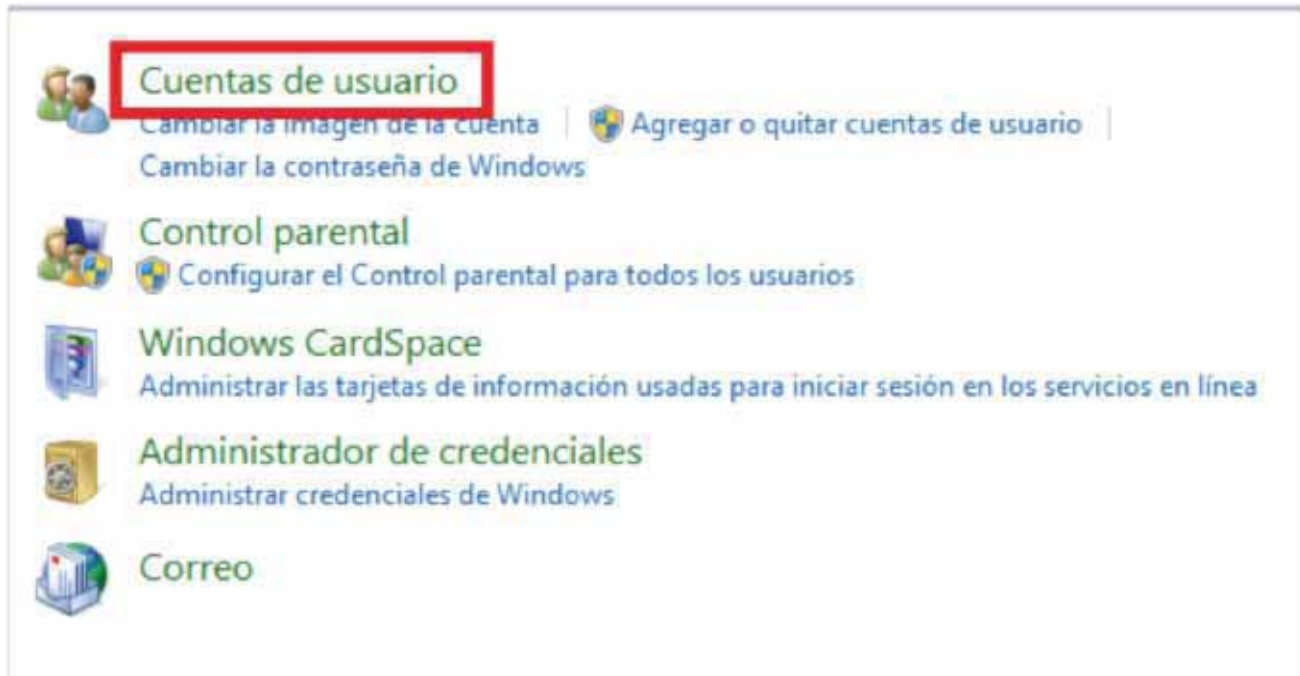 Cuentas de usuario
Cambiar la imagen de la cuenta Agregar o quitar cuentas de usuario
Cambiar la contraseña de Windows
Control parental
Configurar el Control parental para todos los usuarios
Windows CardSpace
Administrar las tarjetas de información usadas para iniciar sesión en los servicios en línea
Administrador de credenciales
Administrar credenciales de Windows
Correo